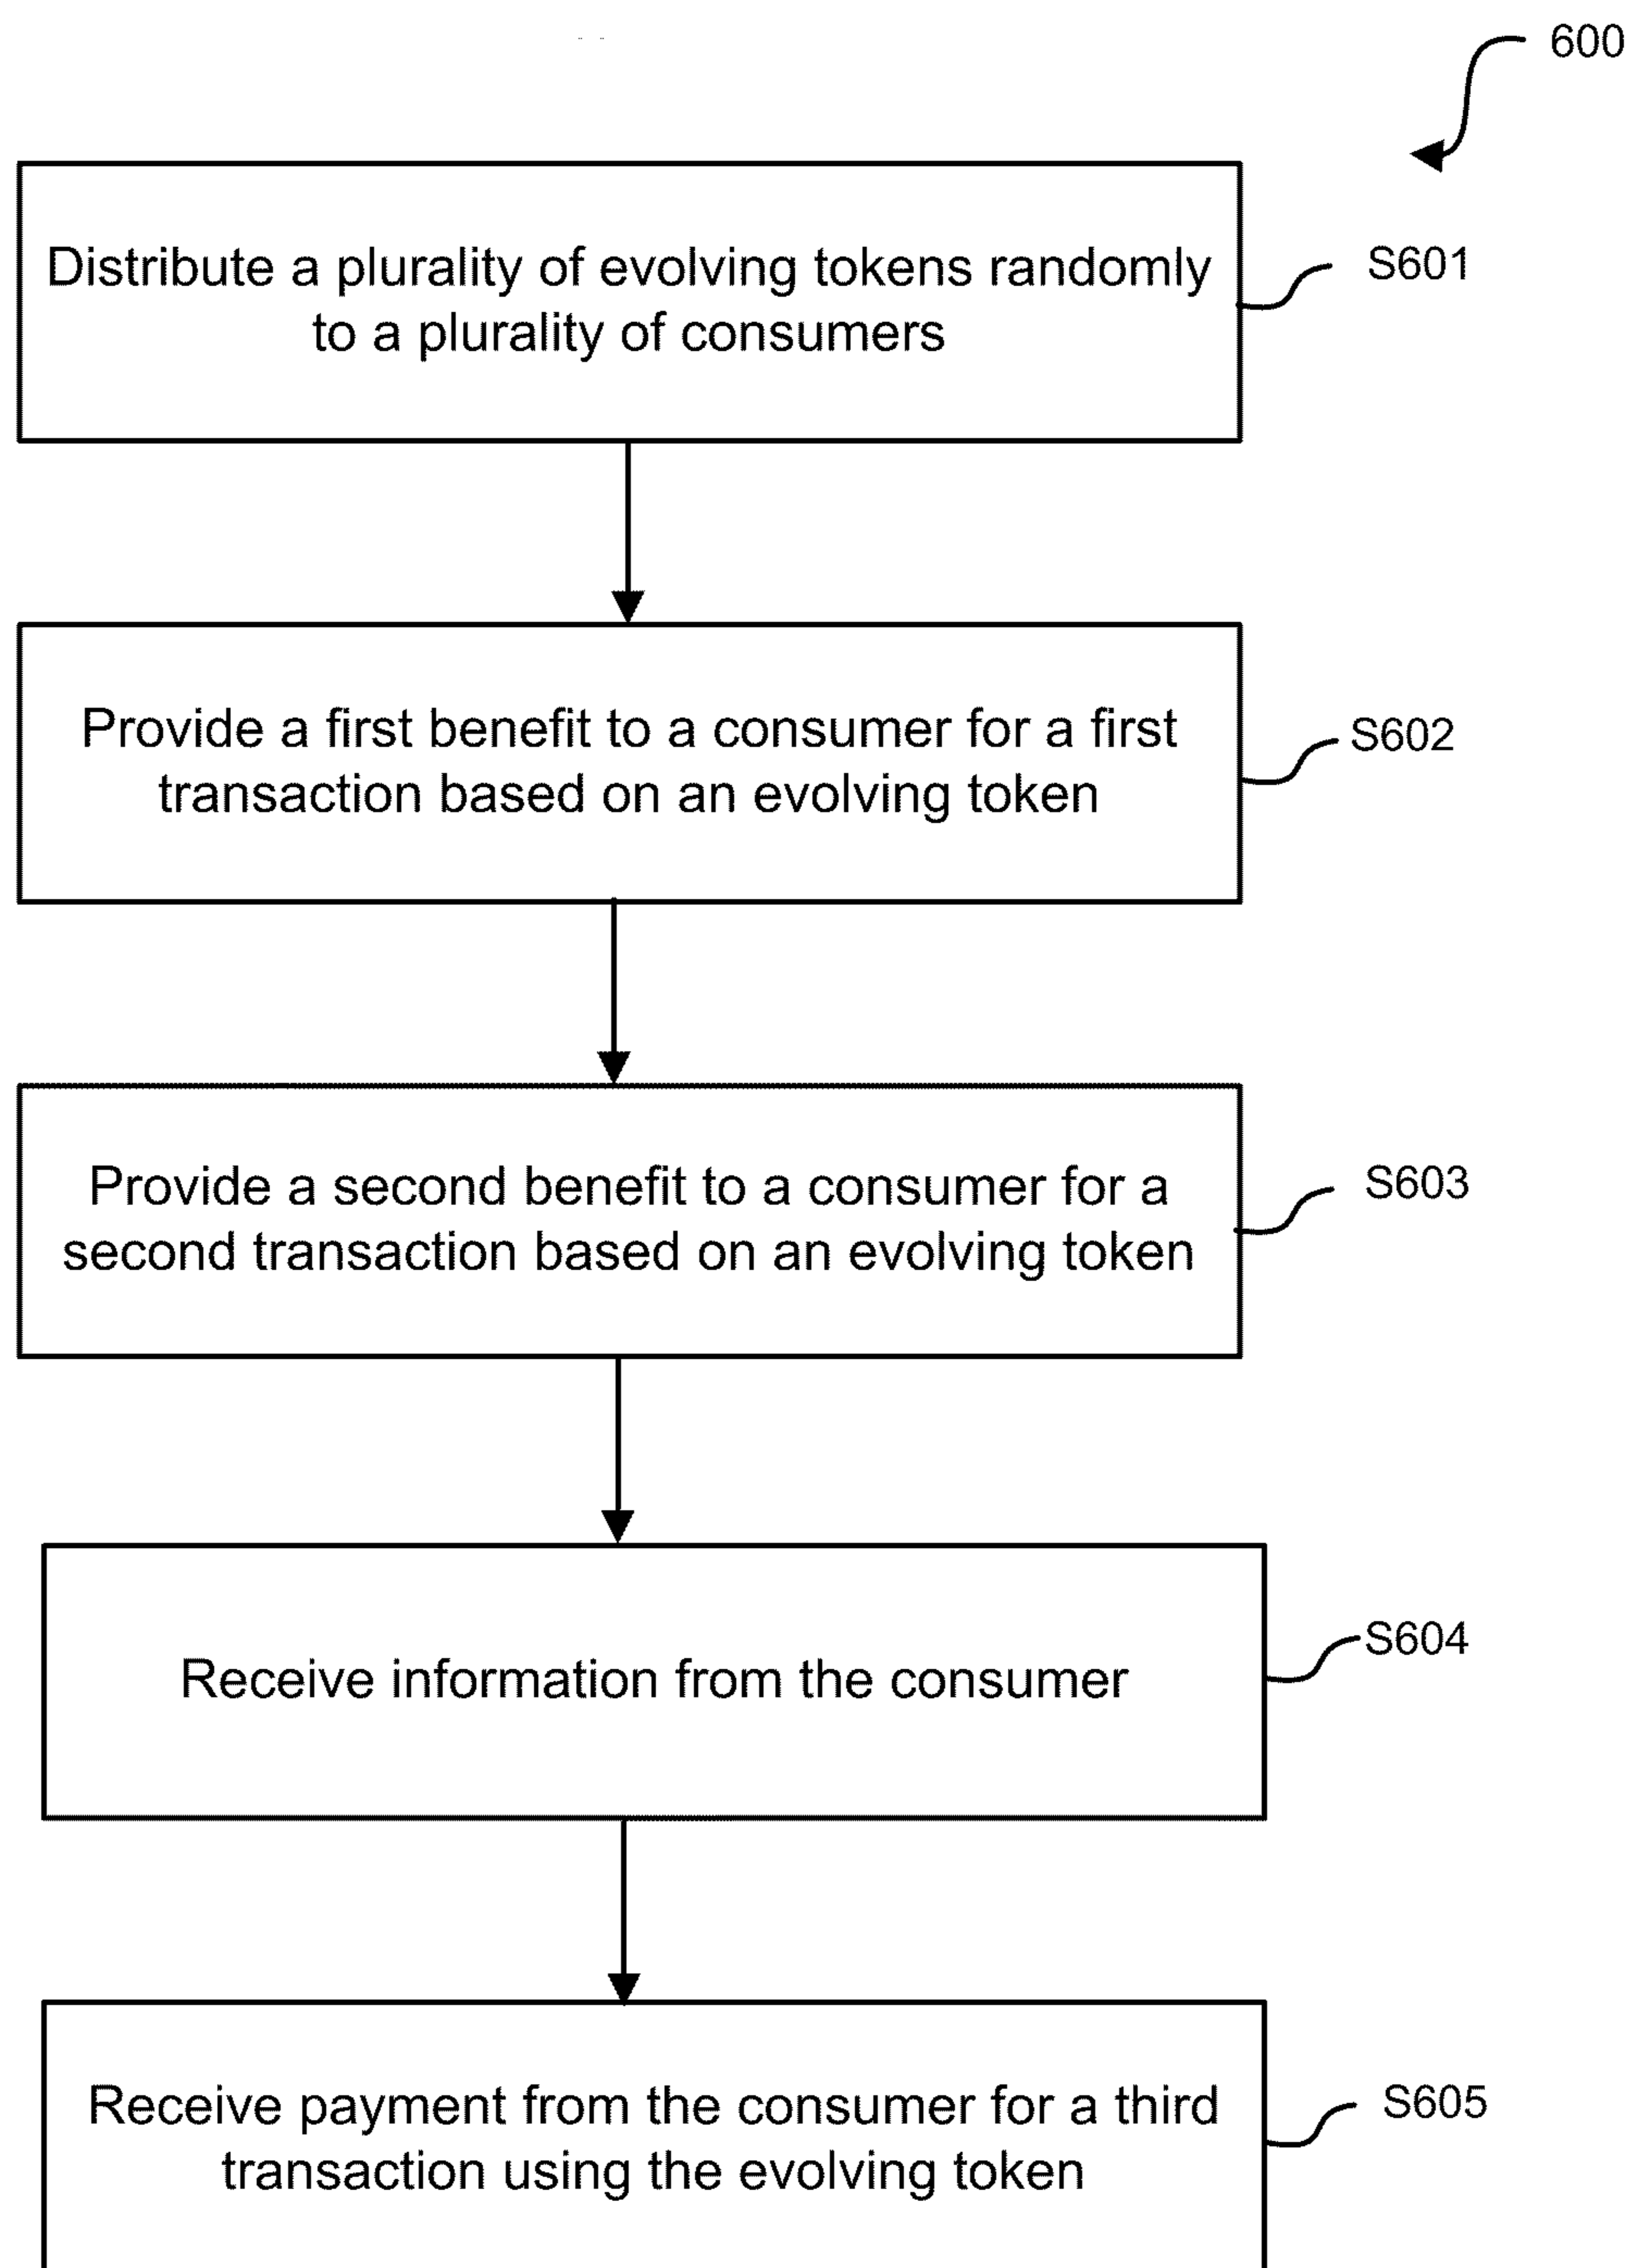 600
Distribute a plurality of evolving tokens randomly
to a plurality of consumers
S601
Provide a first benefit to a consumer for a first
transaction based on an evolving token
S602
Provide a second benefit to a consumer for a
second transaction based on an evolving token
S603
Receive information from the consumer
S604
Receive payment from the consumer for a third
transaction using the evolving token
S605